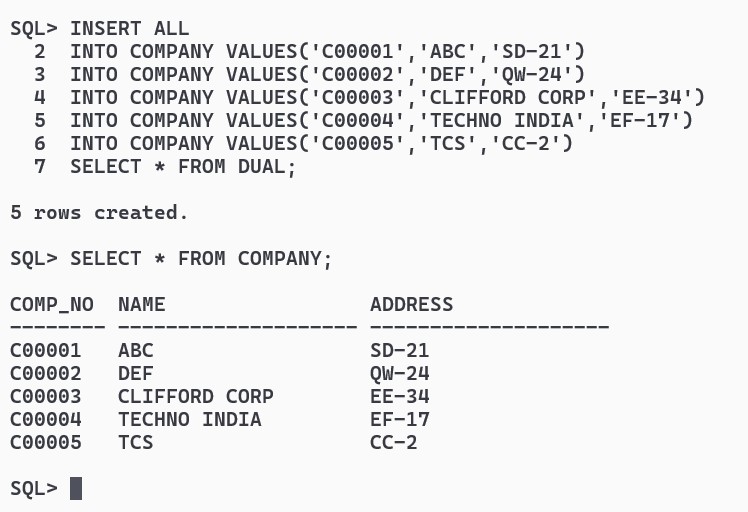 SQL> INSERT ALL
  2  INTO COMPANY VALUES('C00001','ABC','SD-21')
  3  INTO COMPANY VALUES('C00002','DEF','QW-24')
  4  INTO COMPANY VALUES('C00003','CLIFFORD CORP','EE-34')
  5  INTO COMPANY VALUES('C00004','TECHNO INDIA','EF-17')
  6  INTO COMPANY VALUES('C00005','TCS','CC-2')
  7  SELECT * FROM DUAL;

5 rows created.

SQL> SELECT * FROM COMPANY;

COMP_NO  NAME                 ADDRESS
-------- -------------------- --------------------
C00001   ABC                  SD-21
C00002   DEF                  QW-24
C00003   CLIFFORD CORP        EE-34
C00004   TECHNO INDIA         EF-17
C00005   TCS                  CC-2

SQL>